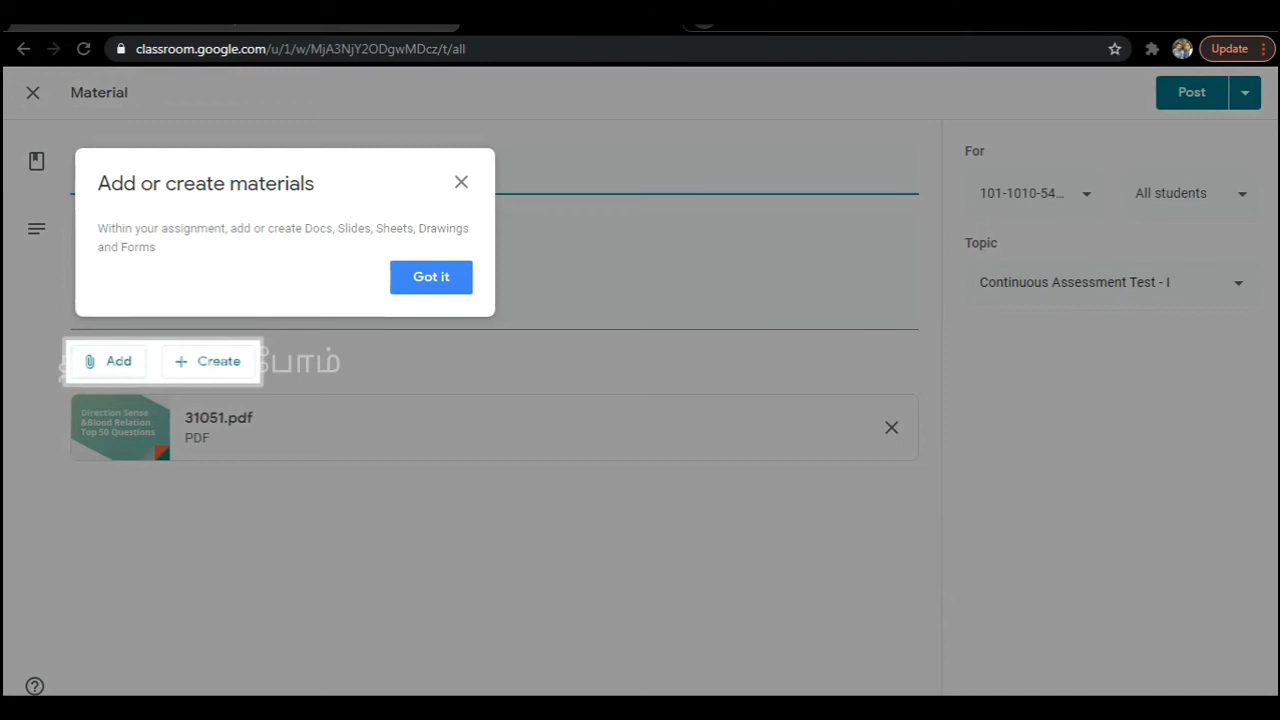 classroom.google.com/u/1/w/MjA3NjY2ODgwMDcz/t/all
Update
Material
Post
Add or create materials
Within your assignment, add or create Docs, Slides, Sheets, Drawings
and Forms
Got it
For
101-1010-54...
All students
Topic
Continuous Assessment Test - I
Add
Create
Direction Sense
&Blood Relation
Top 50 Questions
31051.pdf
PDF